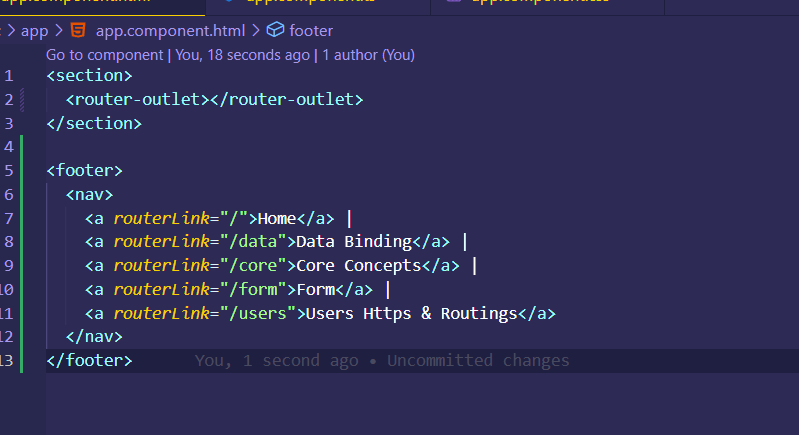 app > app.component.html > footer
Go to component | You, 18 seconds ago | 1 author (You)
1 <section>
2 <router-outlet></router-outlet>
3 </section>
4
5 <footer>
6 <nav>
7 <a routerLink="/">Home</a> |
8 <a routerLink="/data">Data Binding</a> |
9 <a routerLink="/core">Core Concepts</a> |
10 <a routerLink="/form">Form</a> |
11 <a routerLink="/users">Users Https & Routings</a>
12 </nav>
13 </footer> You, 1 second ago • Uncommitted changes